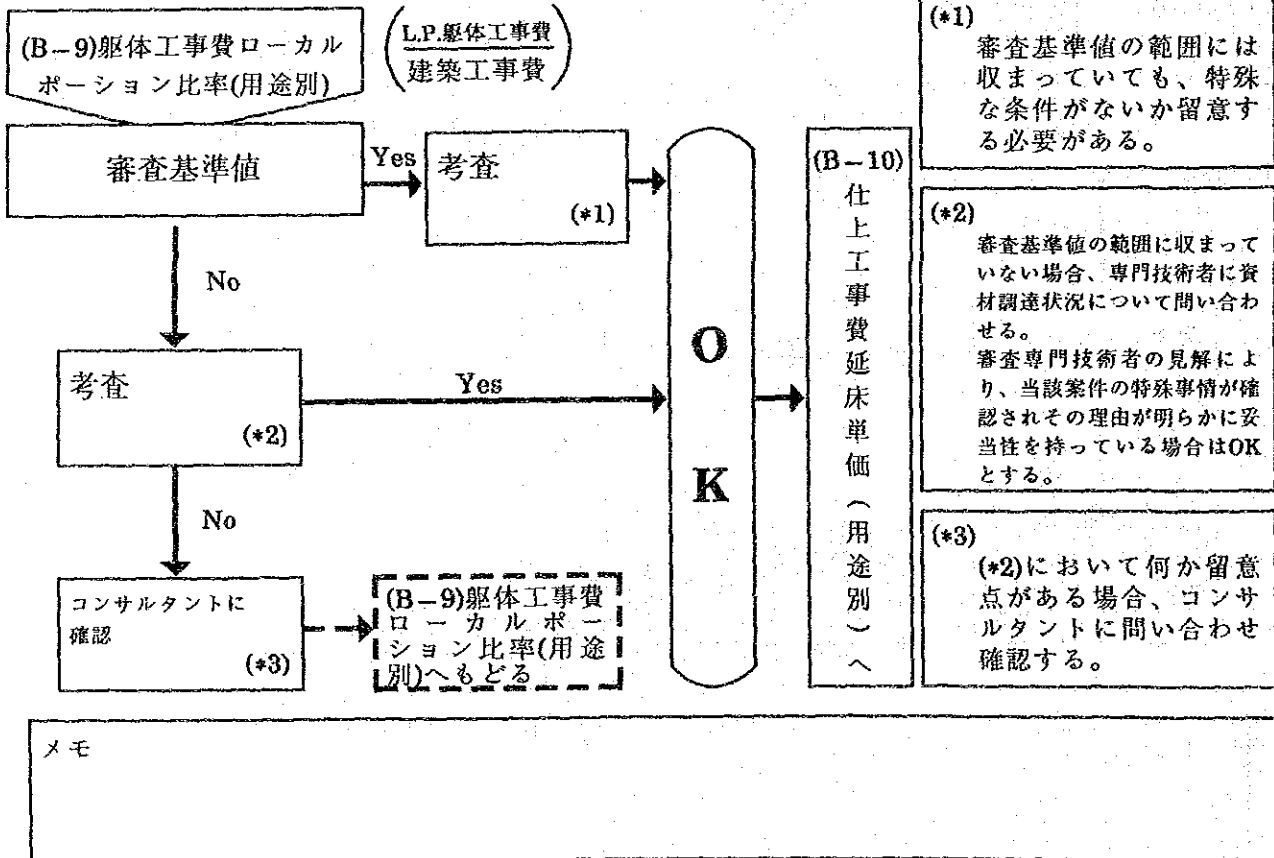 (B-9)躯体工事費ローカル
ポーション比率(用途別)
(L.P.躯体工事費
建築工事費)
審査基準値
Yes
考査
(*1)
No
考査
(*2)
Yes
No
コンサルタントに
確認
(*3)
(B-9)躯体工事費
ローカルポー
ション比率(用途
別)へもどる
O
K
(B-10)
仕上工事費延床単価(用途別)へ
(*1)
審査基準値の範囲には
収まっていても、特殊
な条件がないか留意す
る必要がある。
(*2)
審査基準値の範囲に収まって
いない場合、専門技術者に資
材調達状況について問い合わ
せる。
審査専門技術者の見解によ
り、当該案件の特殊事情が確
認されその理由が明らかに妥
当性を持っている場合はOK
とする。
(*3)
(*2)において何か留意
点がある場合、コンサ
ルタントに問い合わせ
確認する。
メモ